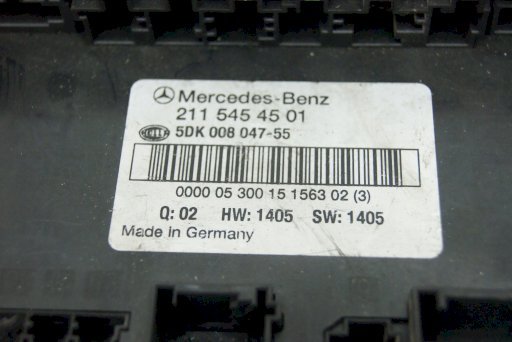 Mercedes-Benz
211 545 45 01
HELLA 5DK 008 047-55
0000 05 300 15 1563 02 (3)
Q: 02 HW: 1405 SW: 1405
Made in Germany